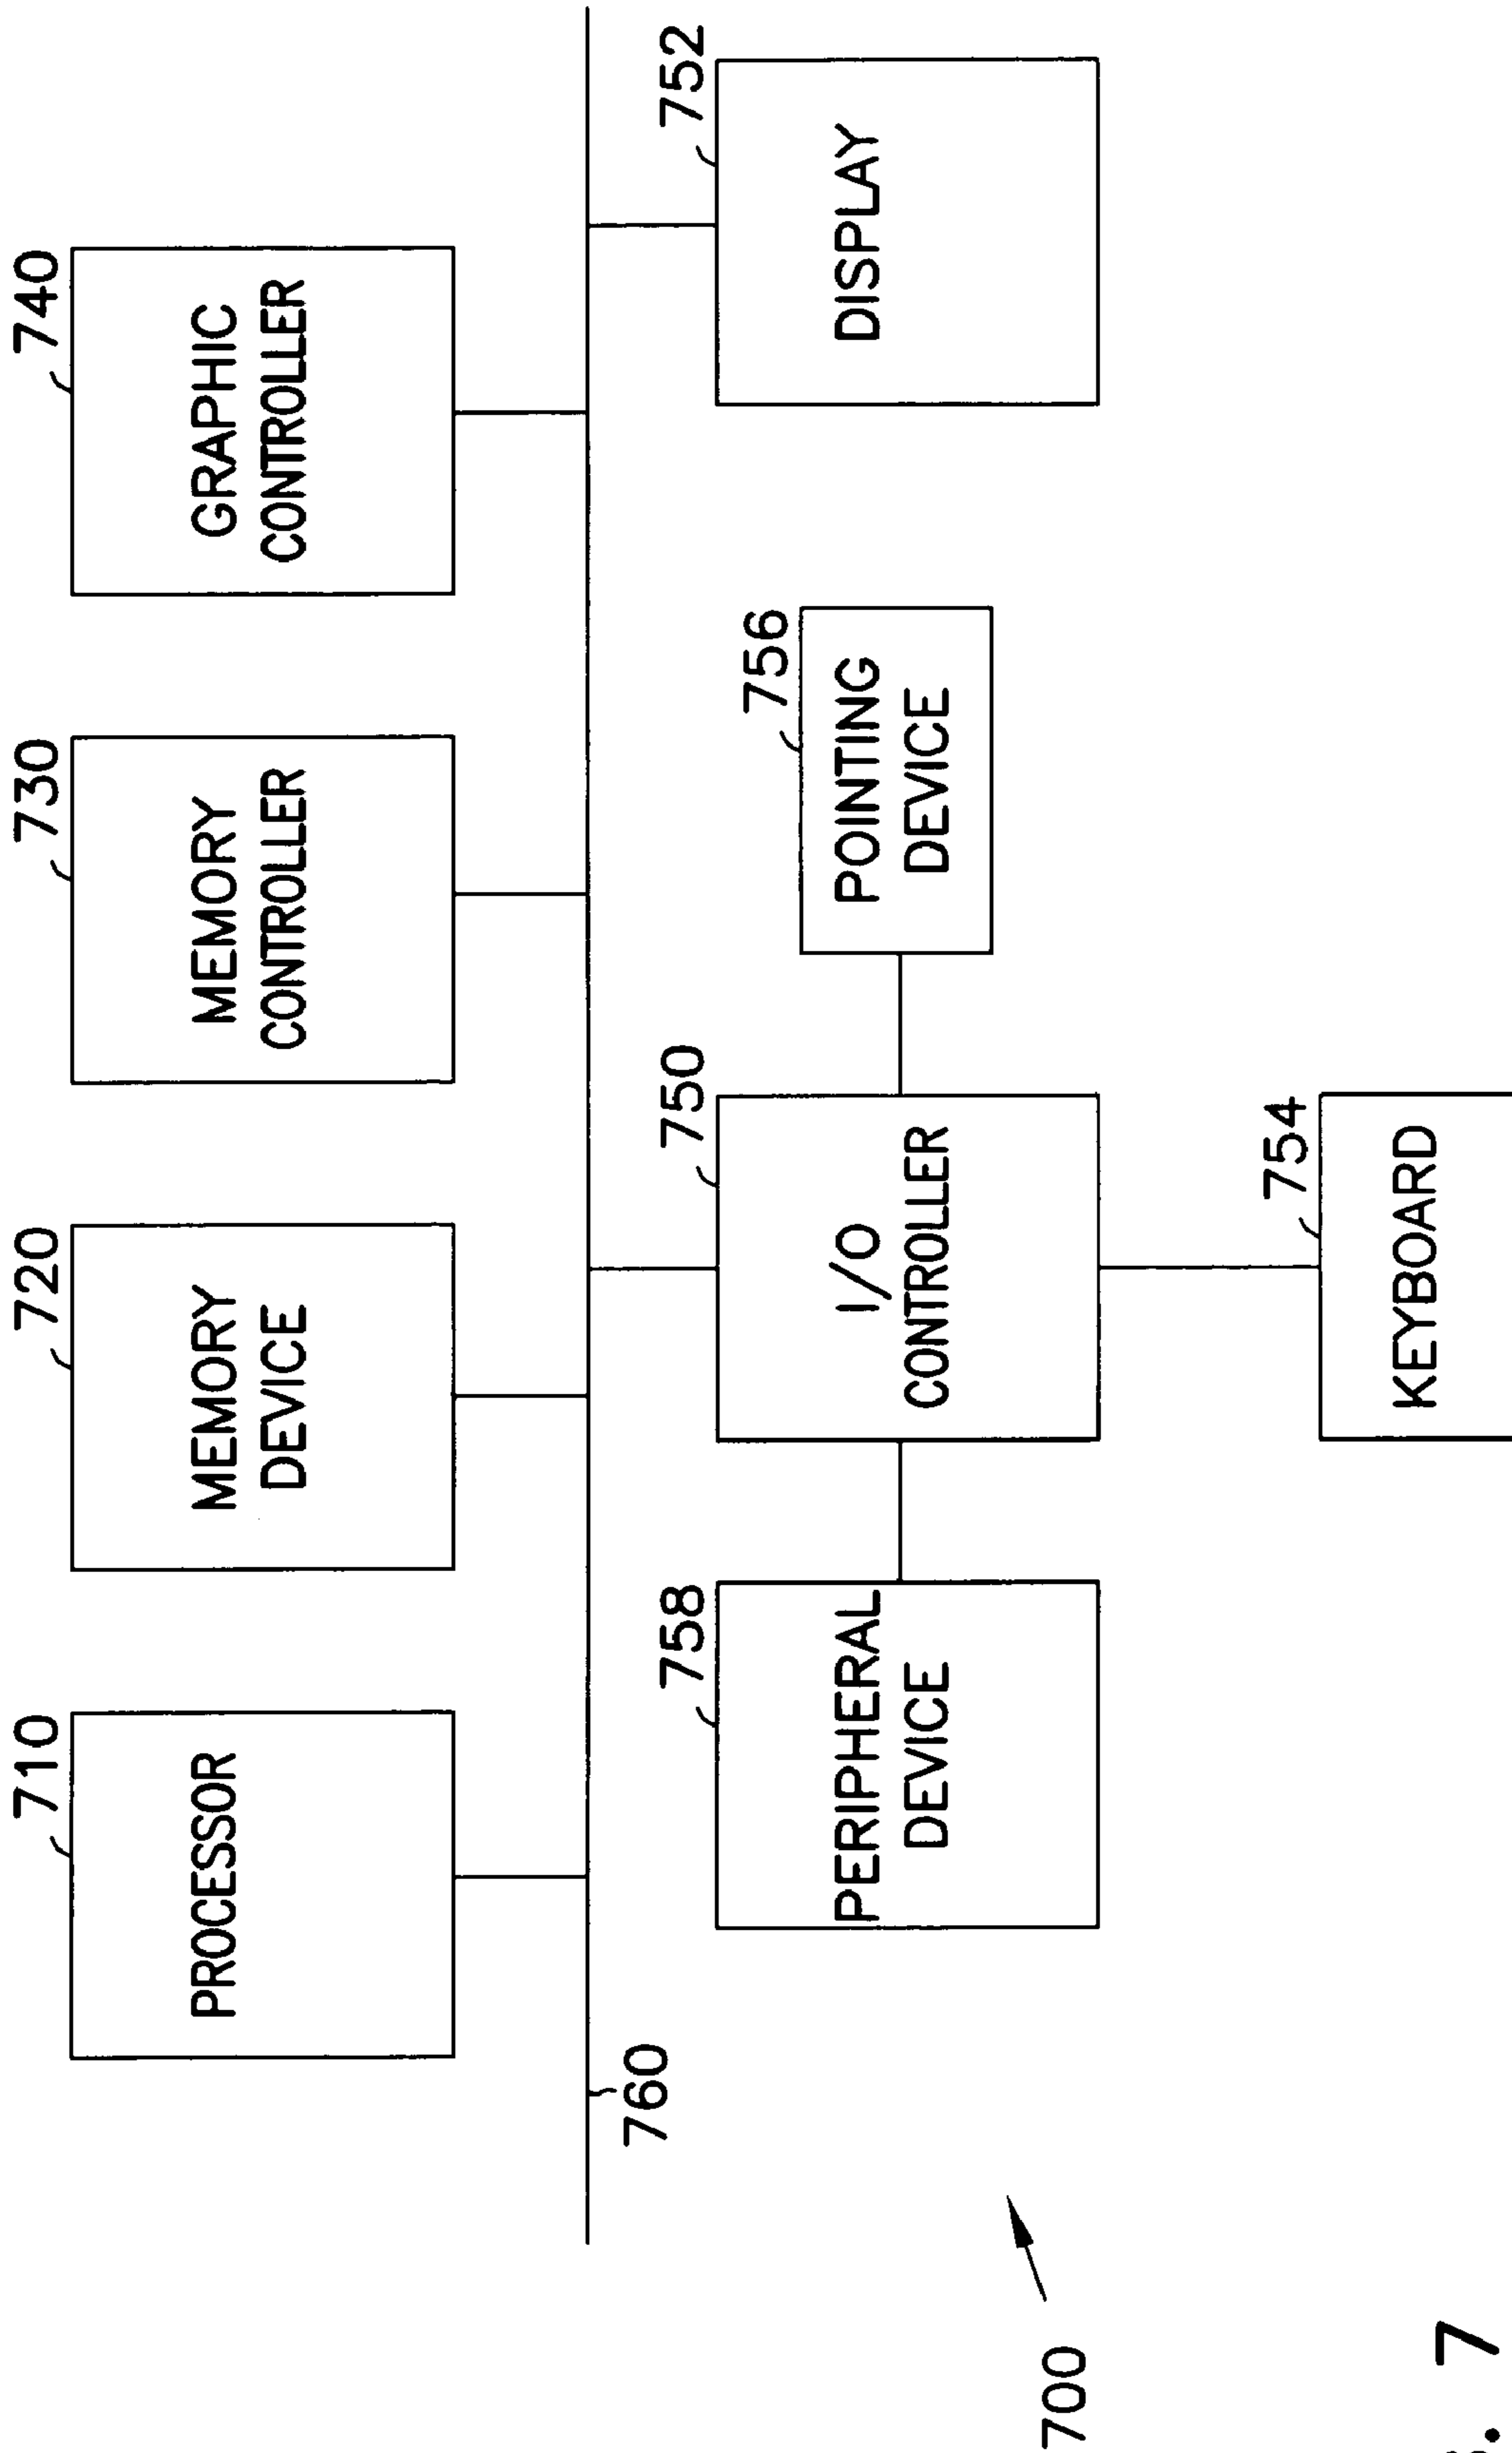 710
PROCESSOR
720
MEMORY
DEVICE
730
MEMORY
CONTROLLER
740
GRAPHIC
CONTROLLER
760
758
PERIPHERAL
DEVICE
750
I/O
CONTROLLER
756
POINTING
DEVICE
752
DISPLAY
700
754
KEYBOARD
7